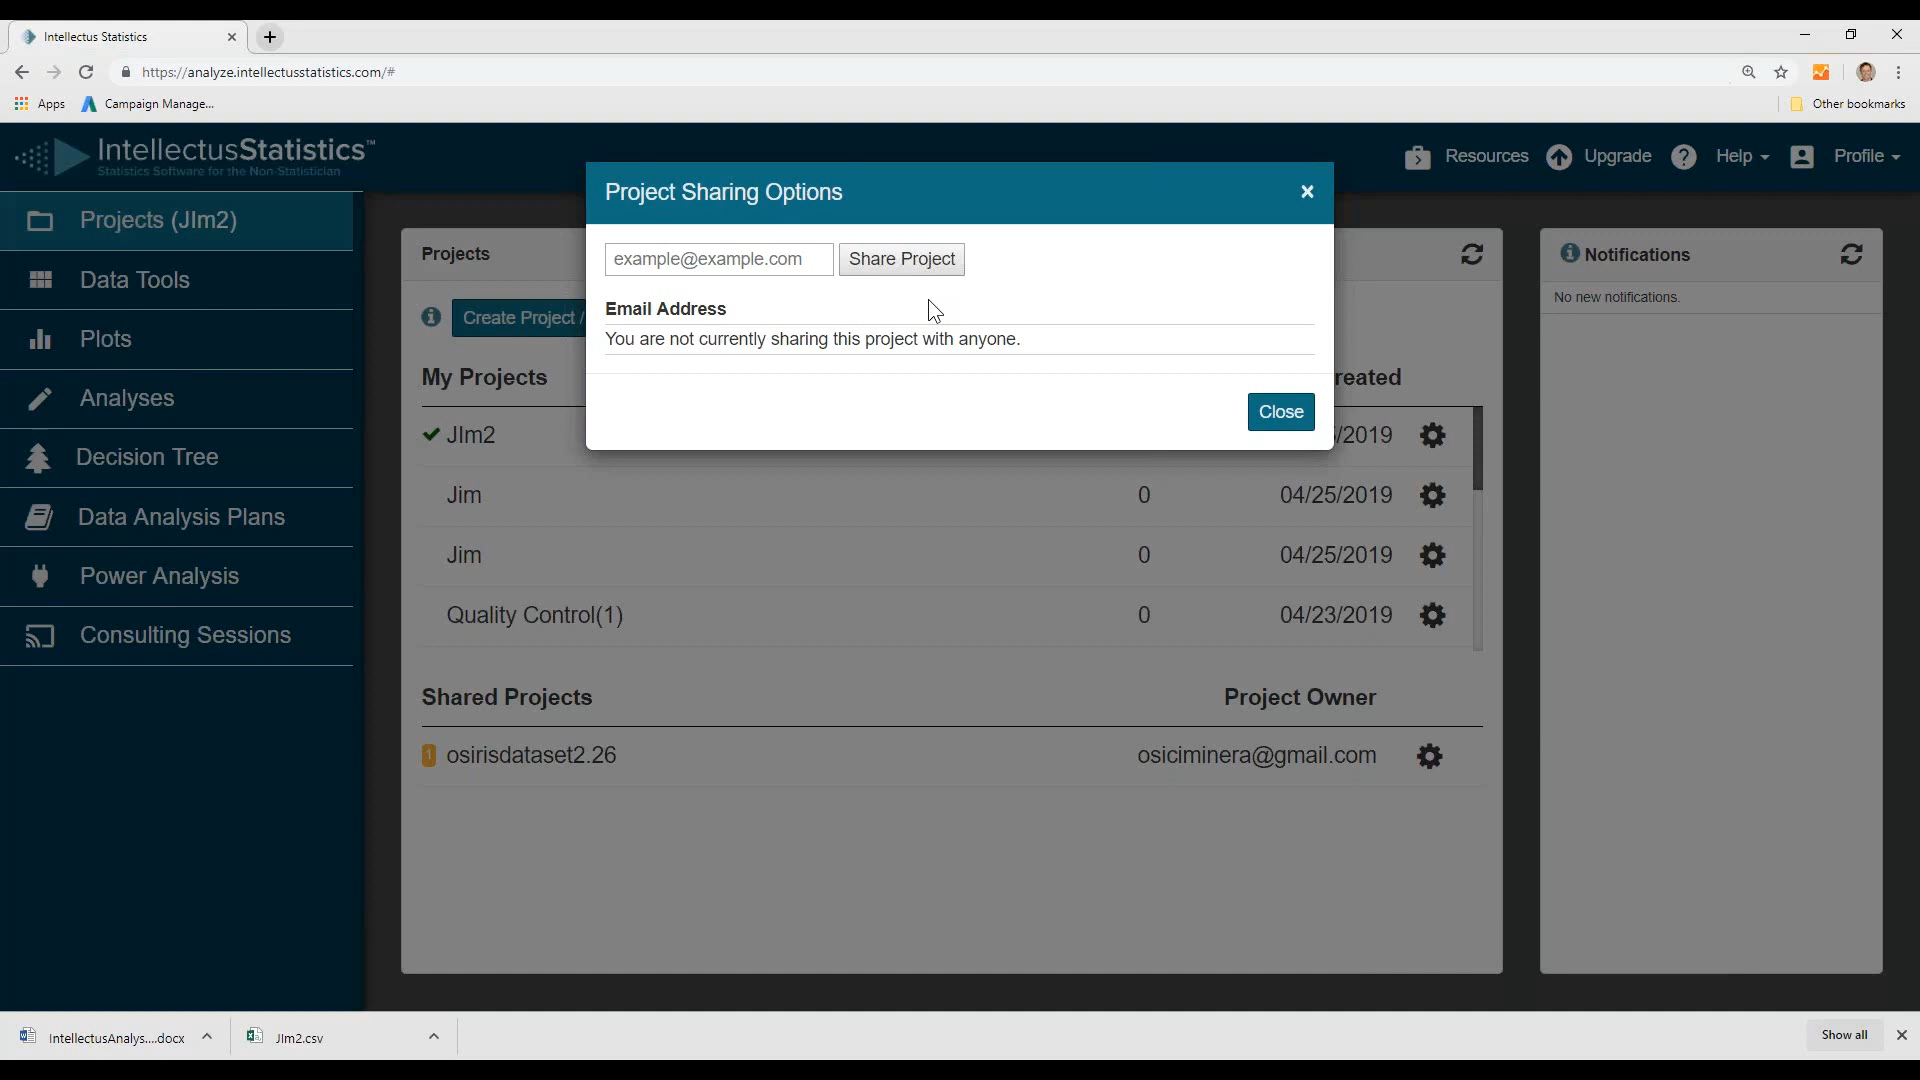 Intellectus Statistics
https://analyze.intellectusstatistics.com/#
Apps
Campaign Manage...
Other bookmarks
IntellectusStatistics™
Statistics Software for the Non-Statistician
Resources
Upgrade
Help
Profile
Projects (JIm2)
Data Tools
Plots
Analyses
Decision Tree
Data Analysis Plans
Power Analysis
Consulting Sessions
Project Sharing Options
example@example.com
Share Project
Email Address
You are not currently sharing this project with anyone.
Close
Projects
Create Project /
My Projects
reated
JIm2
/2019
Jim 0 04/25/2019
Jim 0 04/25/2019
Quality Control(1) 0 04/23/2019
Shared Projects Project Owner
1 osirisdataset2.26 osiciminera@gmail.com
Notifications
No new notifications.
IntellectusAnalys....docx
JIm2.csv
Show all